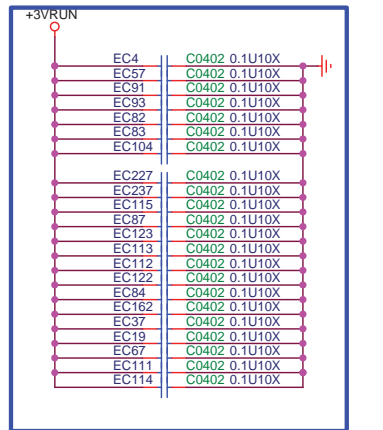 +3VRUN
EC4 C0402 0.1U10X
EC57 C0402 0.1U10X
EC91 C0402 0.1U10X
EC93 C0402 0.1U10X
EC82 C0402 0.1U10X
EC83 C0402 0.1U10X
EC104 C0402 0.1U10X
EC227 C0402 0.1U10X
EC237 C0402 0.1U10X
EC115 C0402 0.1U10X
EC87 C0402 0.1U10X
EC123 C0402 0.1U10X
EC113 C0402 0.1U10X
EC112 C0402 0.1U10X
EC122 C0402 0.1U10X
EC84 C0402 0.1U10X
EC162 C0402 0.1U10X
EC37 C0402 0.1U10X
EC19 C0402 0.1U10X
EC67 C0402 0.1U10X
EC111 C0402 0.1U10X
EC114 C0402 0.1U10X